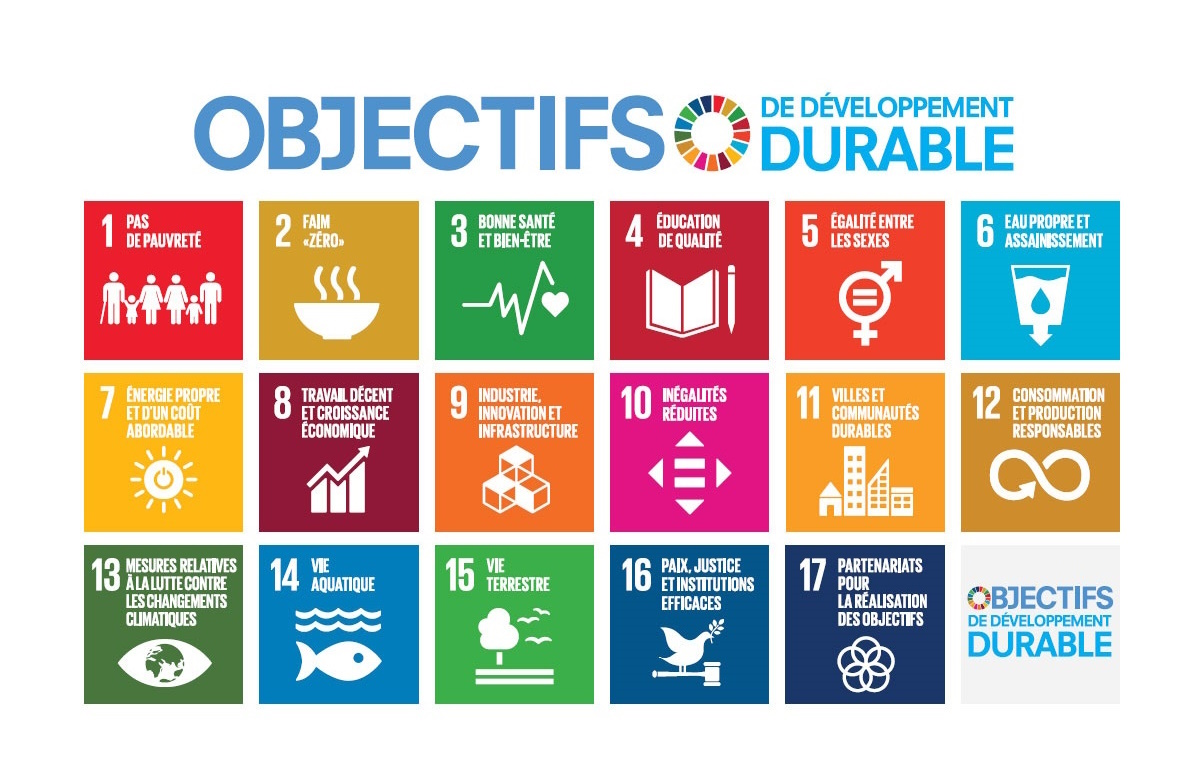 OBJECTIFS
DE DÉVELOPPEMENT
DURABLE
1 PAS
DE PAUVRETÉ
2 FAIM
«ZÉRO»
3 BONNE SANTÉ
ET BIEN-ÊTRE
4 ÉDUCATION
DE QUALITÉ
5 ÉGALITÉ ENTRE
LES SEXES
6 EAU PROPRE ET
ASSAINISSEMENT
7 ÉNERGIE PROPRE
ET D'UN COÛT
ABORDABLE
8 TRAVAIL DÉCENT
ET CROISSANCE
ÉCONOMIQUE
9 INDUSTRIE,
INNOVATION ET
INFRASTRUCTURE
10 INÉGALITÉS
RÉDUITES
11 VILLES ET
COMMUNAUTÉS
DURABLES
12 CONSOMMATION
ET PRODUCTION
RESPONSABLES
13 MESURES RELATIVES
À LA LUTTE CONTRE
LES CHANGEMENTS
CLIMATIQUES
14 VIE
AQUATIQUE
15 VIE
TERRESTRE
16 PAIX, JUSTICE
ET INSTITUTIONS
EFFICACES
17 PARTENARIATS
POUR
LA RÉALISATION
DES OBJECTIFS
OBJECTIFS
DE DÉVELOPPEMENT
DURABLE